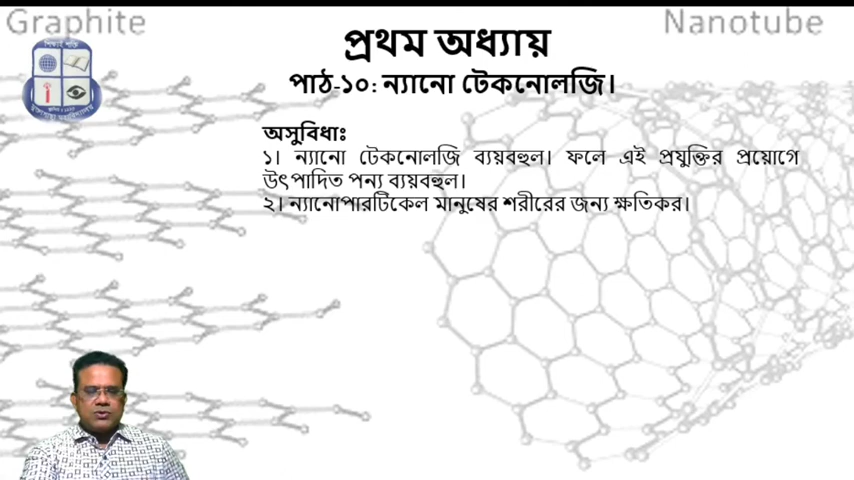 Graphite
Nanotube
প্রথম অধ্যায়
পাঠ-১০: ন্যানো টেকনোলজি।
অসুবিধাঃ
১। ন্যানো টেকনোলজি ব্যয়বহুল। ফলে এই প্রযুক্তির প্রয়োগে
উৎপাদিত পন্য ব্যয়বহুল।
২। ন্যানোপারটিকেল মানুষের শরীরের জন্য ক্ষতিকর।